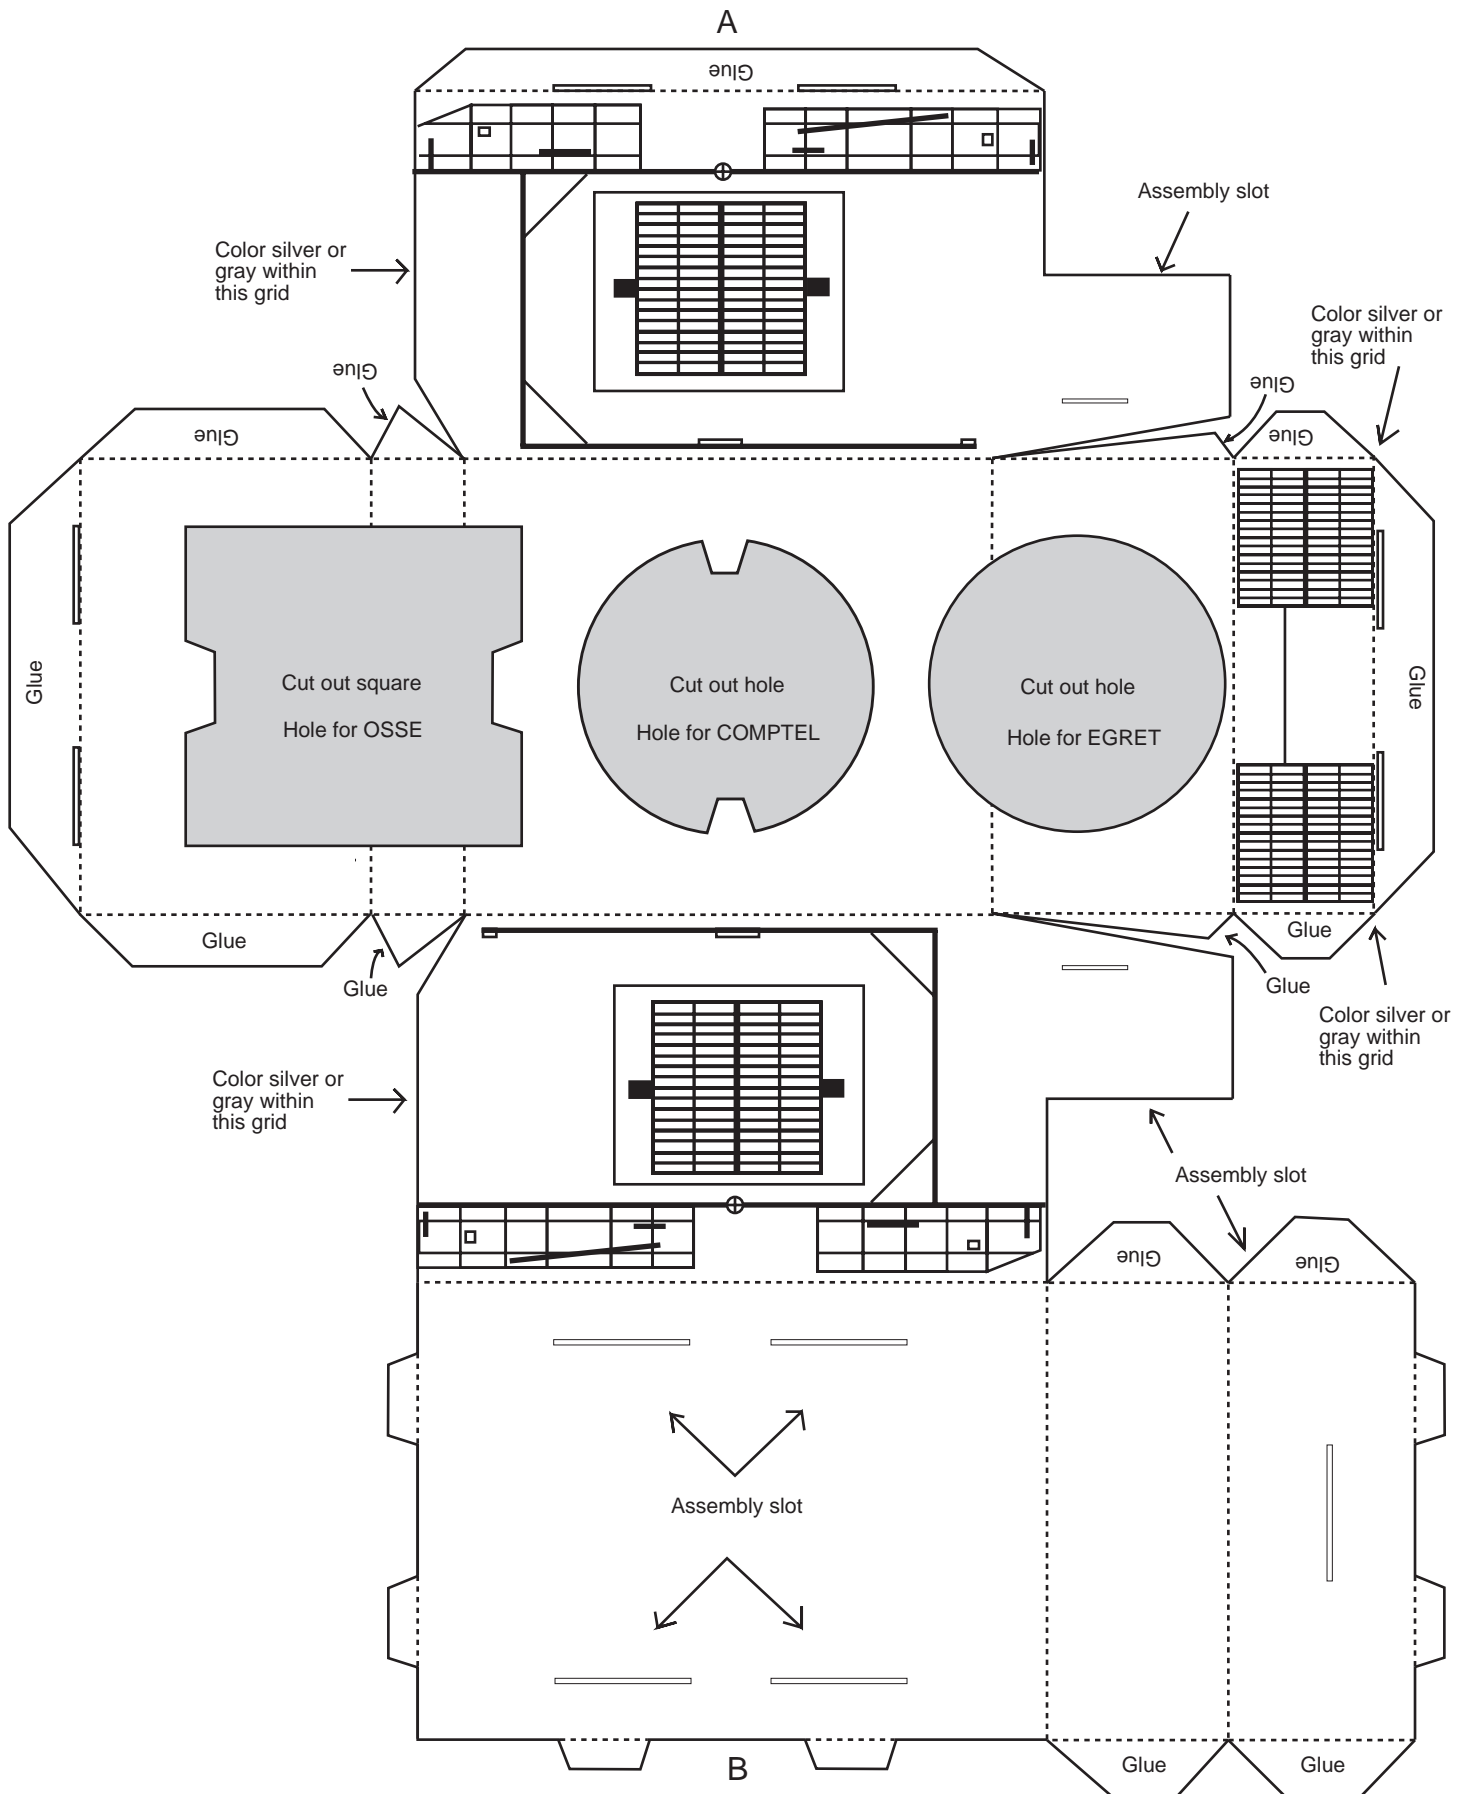 A
Glue
Assembly slot
Color silver or
gray within
this grid
Color silver or
gray within
this grid
Glue
Glue
Glue
Glue
Glue
Glue
Cut out square
Hole for OSSE
Cut out hole
Hole for COMPTEL
Cut out hole
Hole for EGRET
Glue
Glue
Glue
Glue
Glue
Color silver or
gray within
this grid
Color silver or
gray within
this grid
Assembly slot
Glue
Glue
Assembly slot
B
Glue
Glue